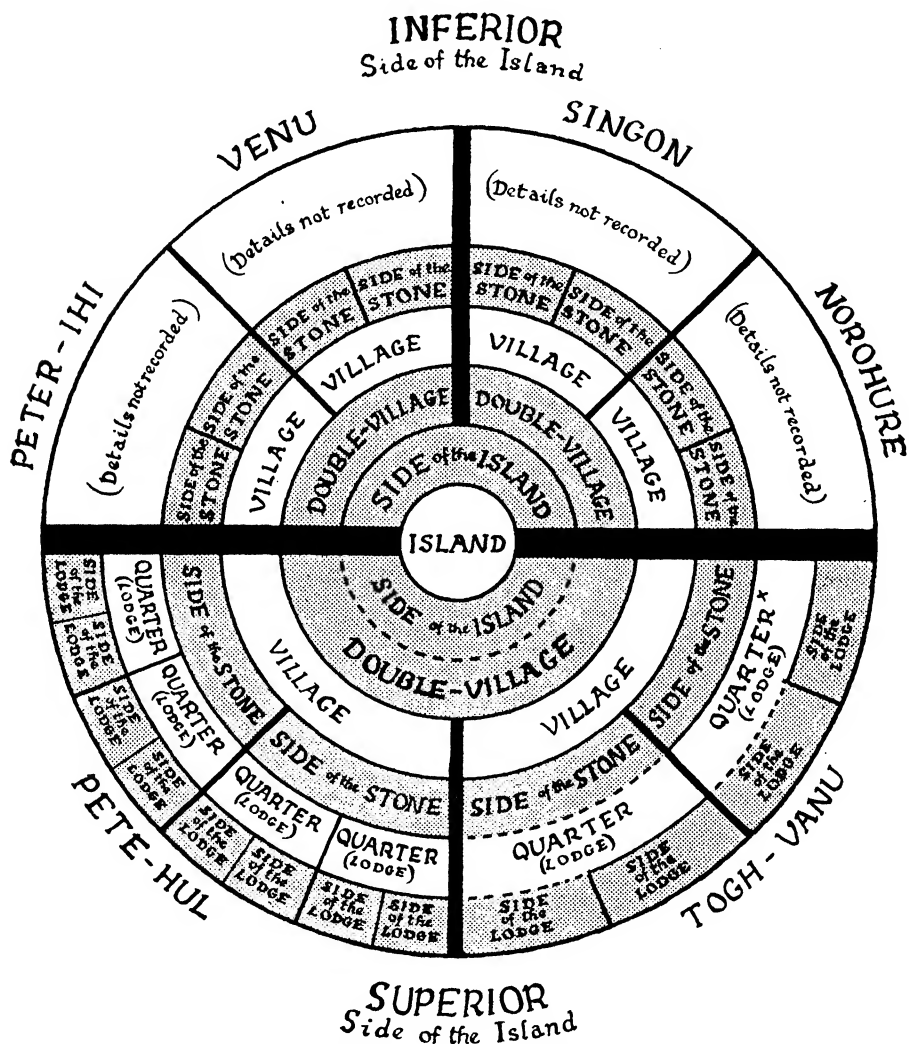 INFERIOR
Side of the Island
VENU
SINGON
PETER-IHI
NOROHURE
(Details not recorded)
(Details not recorded)
(Details not recorded)
(Details not recorded)
SIDE of the STONE
SIDE of the STONE
SIDE of the STONE
SIDE of the STONE
SIDE of the STONE
SIDE of the STONE
SIDE of the STONE
SIDE of the STONE
VILLAGE
VILLAGE
VILLAGE
VILLAGE
DOUBLE-VILLAGE
DOUBLE-VILLAGE
SIDE of the ISLAND
ISLAND
SIDE of the ISLAND
DOUBLE-VILLAGE
VILLAGE
VILLAGE
SIDE of the STONE
SIDE of the STONE
SIDE of the STONE
SIDE of the STONE
QUARTER
(LODGE)
QUARTER
(LODGE)
QUARTER
(LODGE)
QUARTER
(LODGE)
QUARTER
(LODGE)
QUARTER x
(LODGE)
SIDE
of the
LODGE
SIDE
of the
LODGE
SIDE
of the
LODGE
SIDE
of the
LODGE
SIDE
of the
LODGE
SIDE
of the
LODGE
SIDE
of the
LODGE
SIDE
of the
LODGE
SIDE
of the
LODGE
SIDE
of the
LODGE
SIDE
of the
LODGE
SIDE
of the
LODGE
PETE-HUL
TOGH-VANU
SUPERIOR
Side of the Island